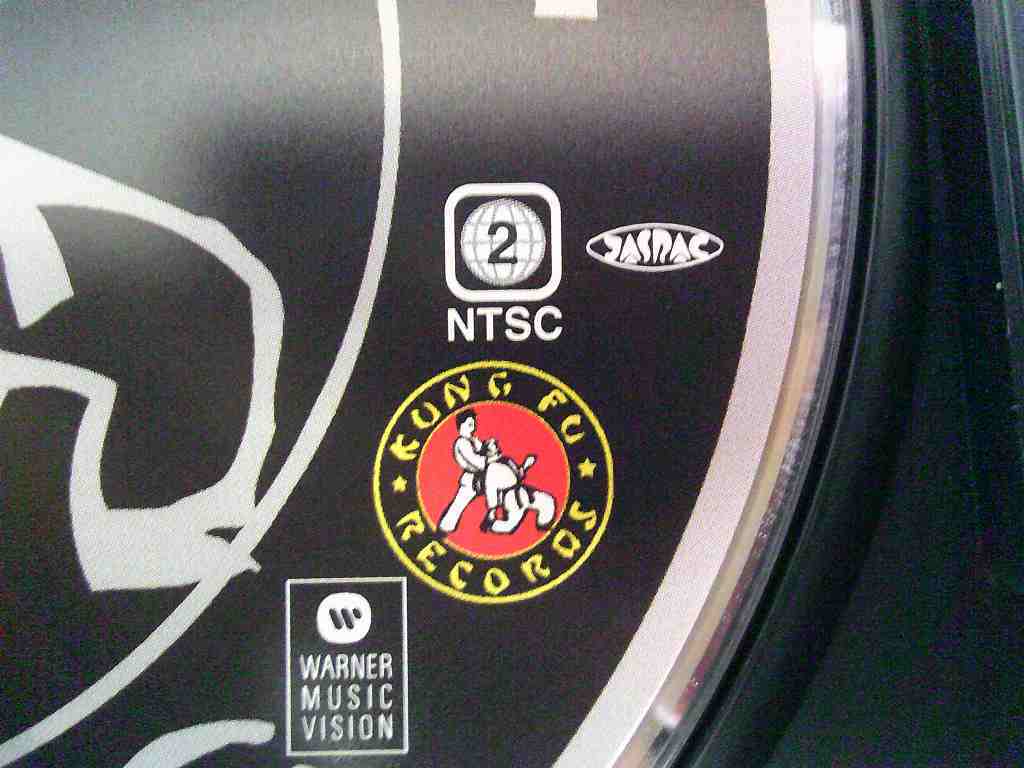 2
JASRAC
NTSC
KUNG FU
RECORDS
WARNER
MUSIC
VISION